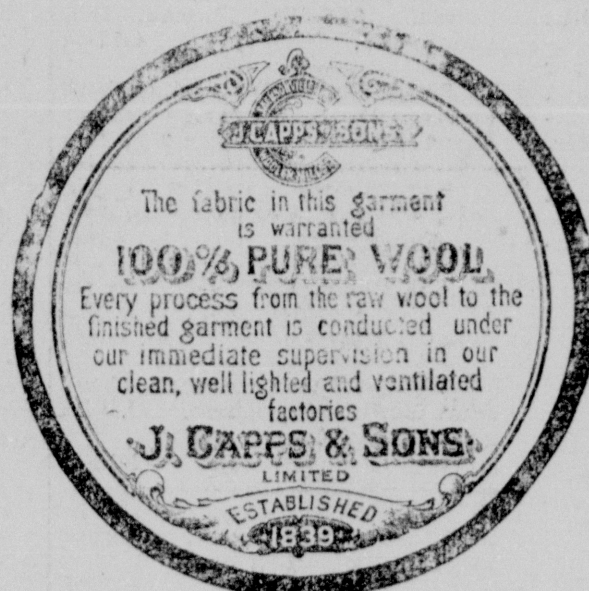 J. CAPPS & SONS
The fabric in this garment
is warranted
100% PURE WOOL
Every process from the raw wool to the
finished garment is conducted under
our immediate supervision in our
clean, well lighted and ventilated
factories
J. CAPPS & SONS
LIMITED
ESTABLISHED
1839